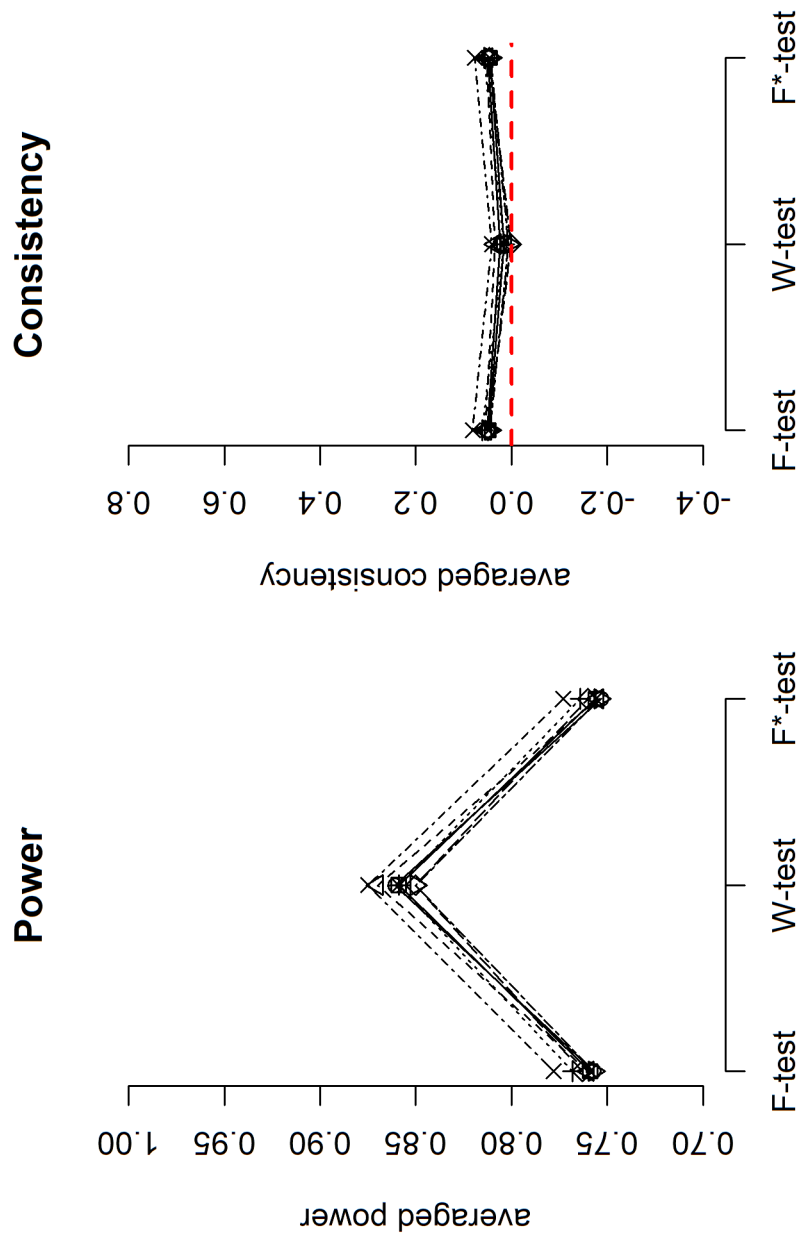 Power
averaged power
1.00
0.95
0.90
0.85
0.80
0.75
0.70
F-test
W-test
F*-test
Consistency
averaged consistency
0.8
0.6
0.4
0.2
0.0
-0.2
-0.4
F-test
W-test
F*-test